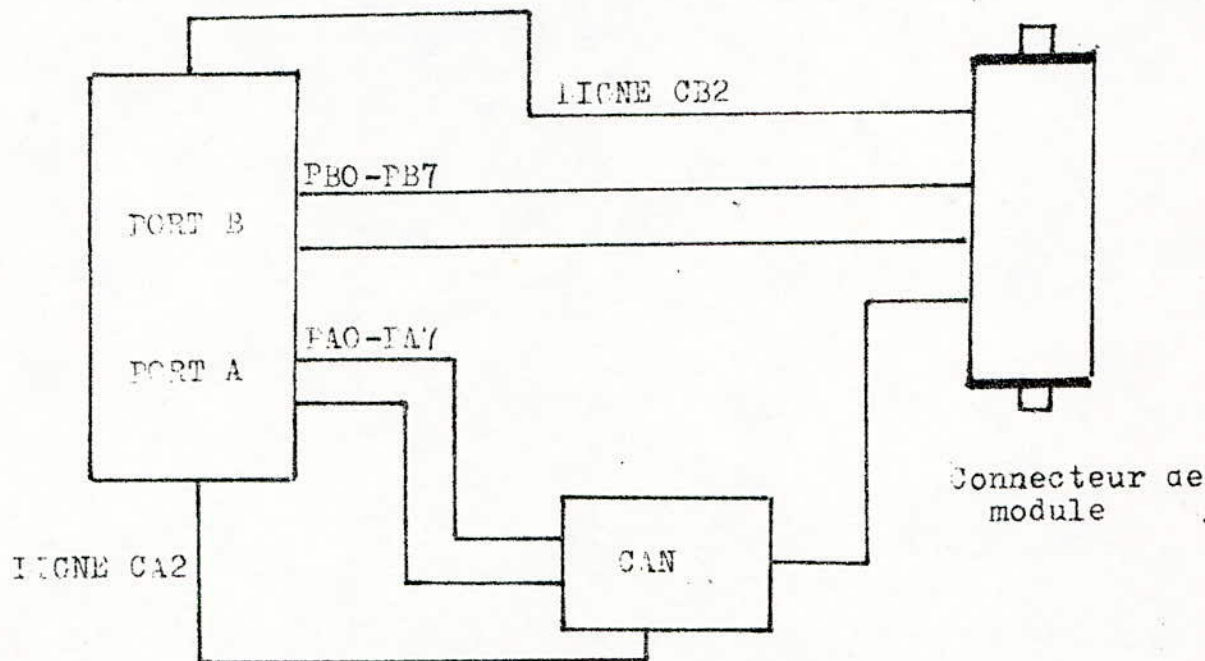 LIGNE CB2
PB0-PB7
PORT B
PA0-PA7
PORT A
Connecteur de
module
LIGNE CA2
CAN